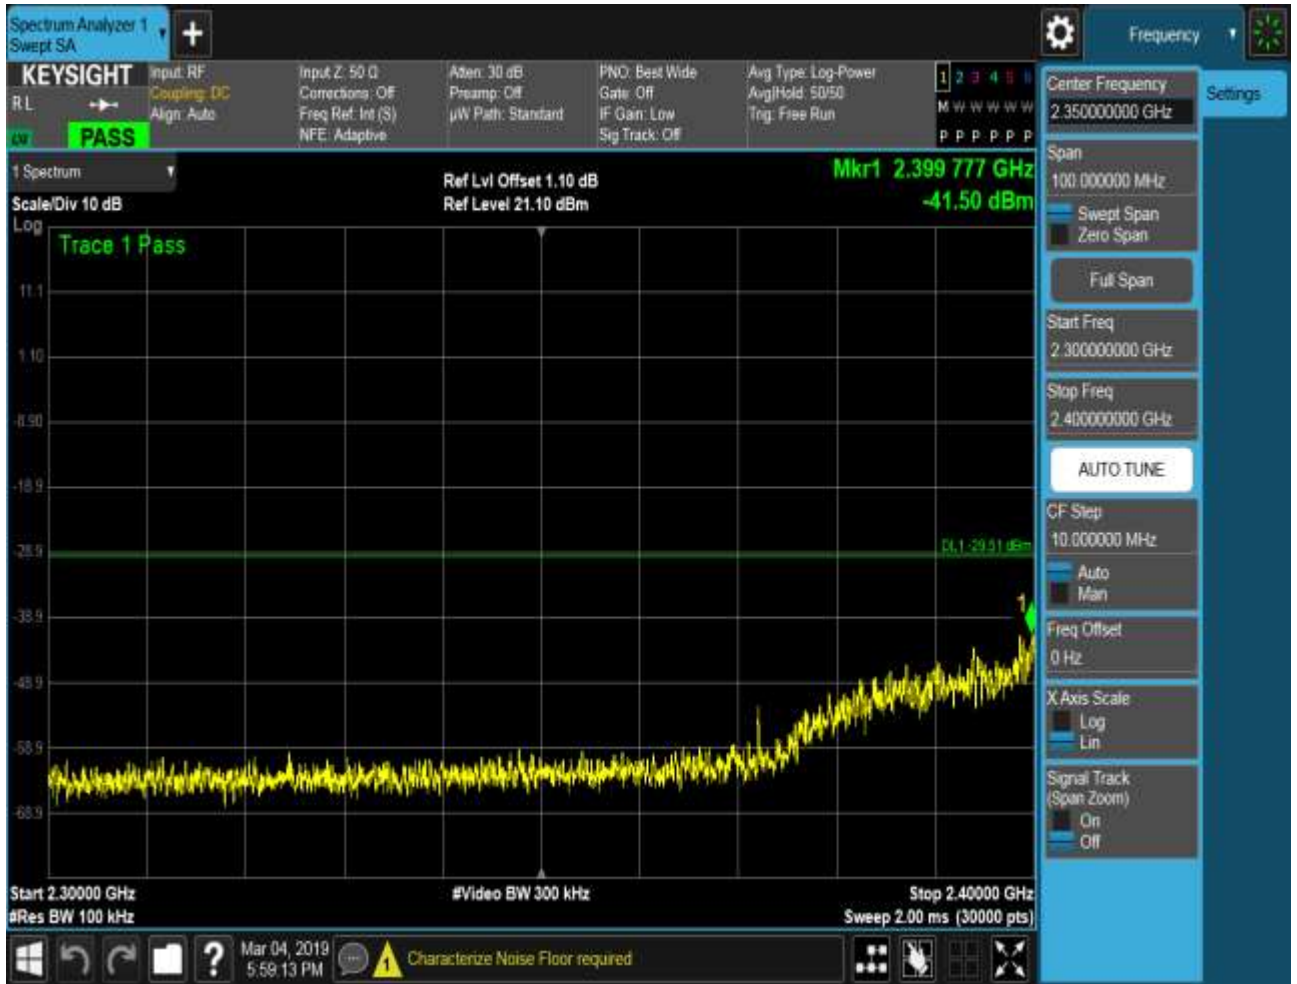 Spectrum Analyzer 1
Swept SA
+
Frequency
KEYSIGHT
R L
LW
PASS
Input: RF
Coupling: DC
Align: Auto
Input Z: 50 Ω
Corrections: Off
Freq Ref: Int (S)
NFE: Adaptive
Atten: 30 dB
Preamp: Off
µW Path: Standard
PNO: Best Wide
Gate: Off
IF Gain: Low
Sig Track: Off
Avg Type: Log-Power
Avg|Hold: 50/50
Trig: Free Run
1 2 3 4 5 6
M W W W W W
P P P P P P
1 Spectrum
Scale/Div 10 dB
Ref Lvl Offset 1.10 dB
Ref Level 21.10 dBm
Mkr1 2.399 777 GHz
-41.50 dBm
Log
Trace 1 Pass
11.1
1.10
-8.90
-18.9
-28.9
DL1 -29.51 dBm
-38.9
1
-48.9
-58.9
-68.9
Start 2.30000 GHz
#Video BW 300 kHz
Stop 2.40000 GHz
#Res BW 100 kHz
Sweep 2.00 ms (30000 pts)
Center Frequency
2.350000000 GHz
Settings
Span
100.000000 MHz
Swept Span
Zero Span
Full Span
Start Freq
2.300000000 GHz
Stop Freq
2.400000000 GHz
AUTO TUNE
CF Step
10.000000 MHz
Auto
Man
Freq Offset
0 Hz
X Axis Scale
Log
Lin
Signal Track
(Span Zoom)
On
Off
?
Mar 04, 2019
5:59:13 PM
1
Characterize Noise Floor required